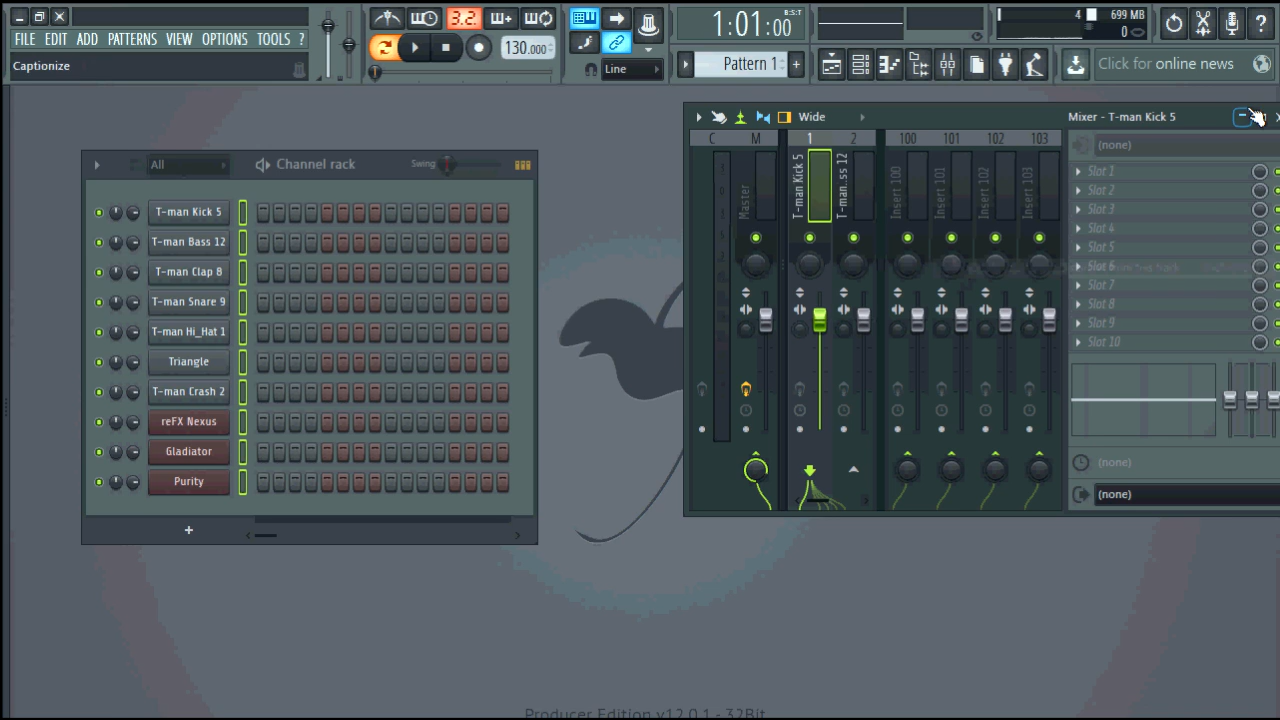 FILE EDIT ADD PATTERNS VIEW OPTIONS TOOLS ?
Captionize
3.2
130.000
Line
1:01:00
B:S:T
Pattern 1
+
4
699 MB
0
Click for online news
All
Channel rack
Swing
T-man Kick 5
T-man Bass 12
T-man Clap 8
T-man Snare 9
T-man Hi_Hat 1
Triangle
T-man Crash 2
reFX Nexus
Gladiator
Purity
+
Wide
Mixer - T-man Kick 5
C M 1 2 100 101 102 103
Master
T-man Kick 5
T-man..ss 12
Insert 100
Insert 101
Insert 102
Insert 103
(none)
Slot 1
Slot 2
Slot 3
Slot 4
Slot 5
Slot 6
Slot 7
Slot 8
Slot 9
Slot 10
(none)
(none)
Producer Edition v12.0.1 - 32Bit